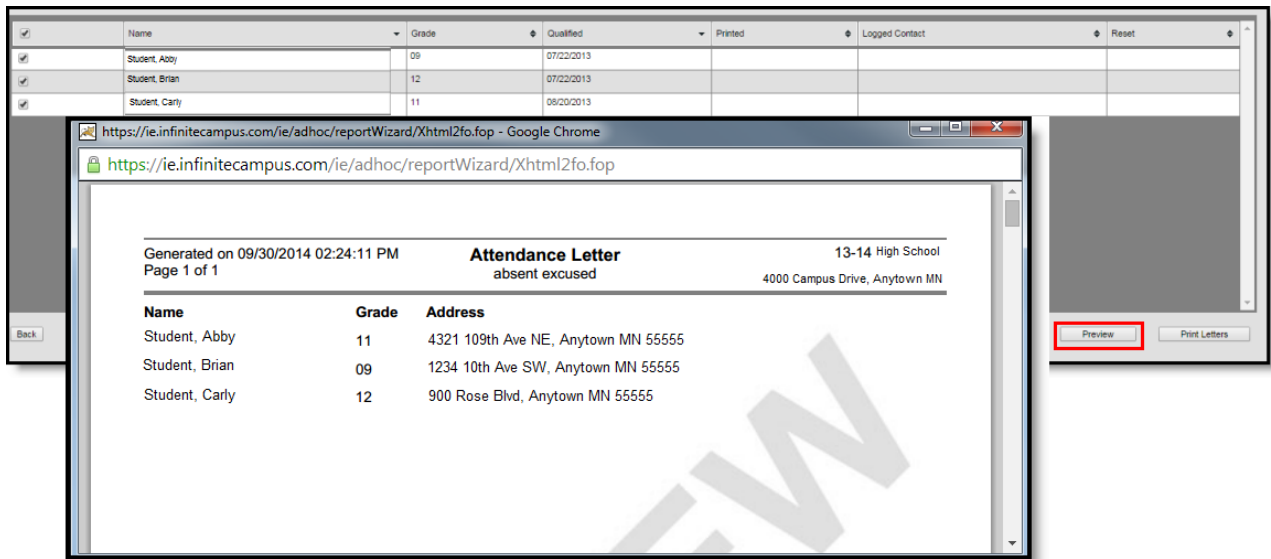 Name Grade Qualified Printed Logged Contact Reset
Student, Abby 09 07/22/2013
Student, Brian 12 07/22/2013
Student, Carly 11 08/20/2013
https://ie.infinitecampus.com/ie/adhoc/reportWizard/Xhtml2fo.fop - Google Chrome
https://ie.infinitecampus.com/ie/adhoc/reportWizard/Xhtml2fo.fop
Generated on 09/30/2014 02:24:11 PM Attendance Letter 13-14 High School
Page 1 of 1 absent excused 4000 Campus Drive, Anytown MN
Name Grade Address
Student, Abby 11 4321 109th Ave NE, Anytown MN 55555
Student, Brian 09 1234 10th Ave SW, Anytown MN 55555
Student, Carly 12 900 Rose Blvd, Anytown MN 55555
EW
Back Preview Print Letters